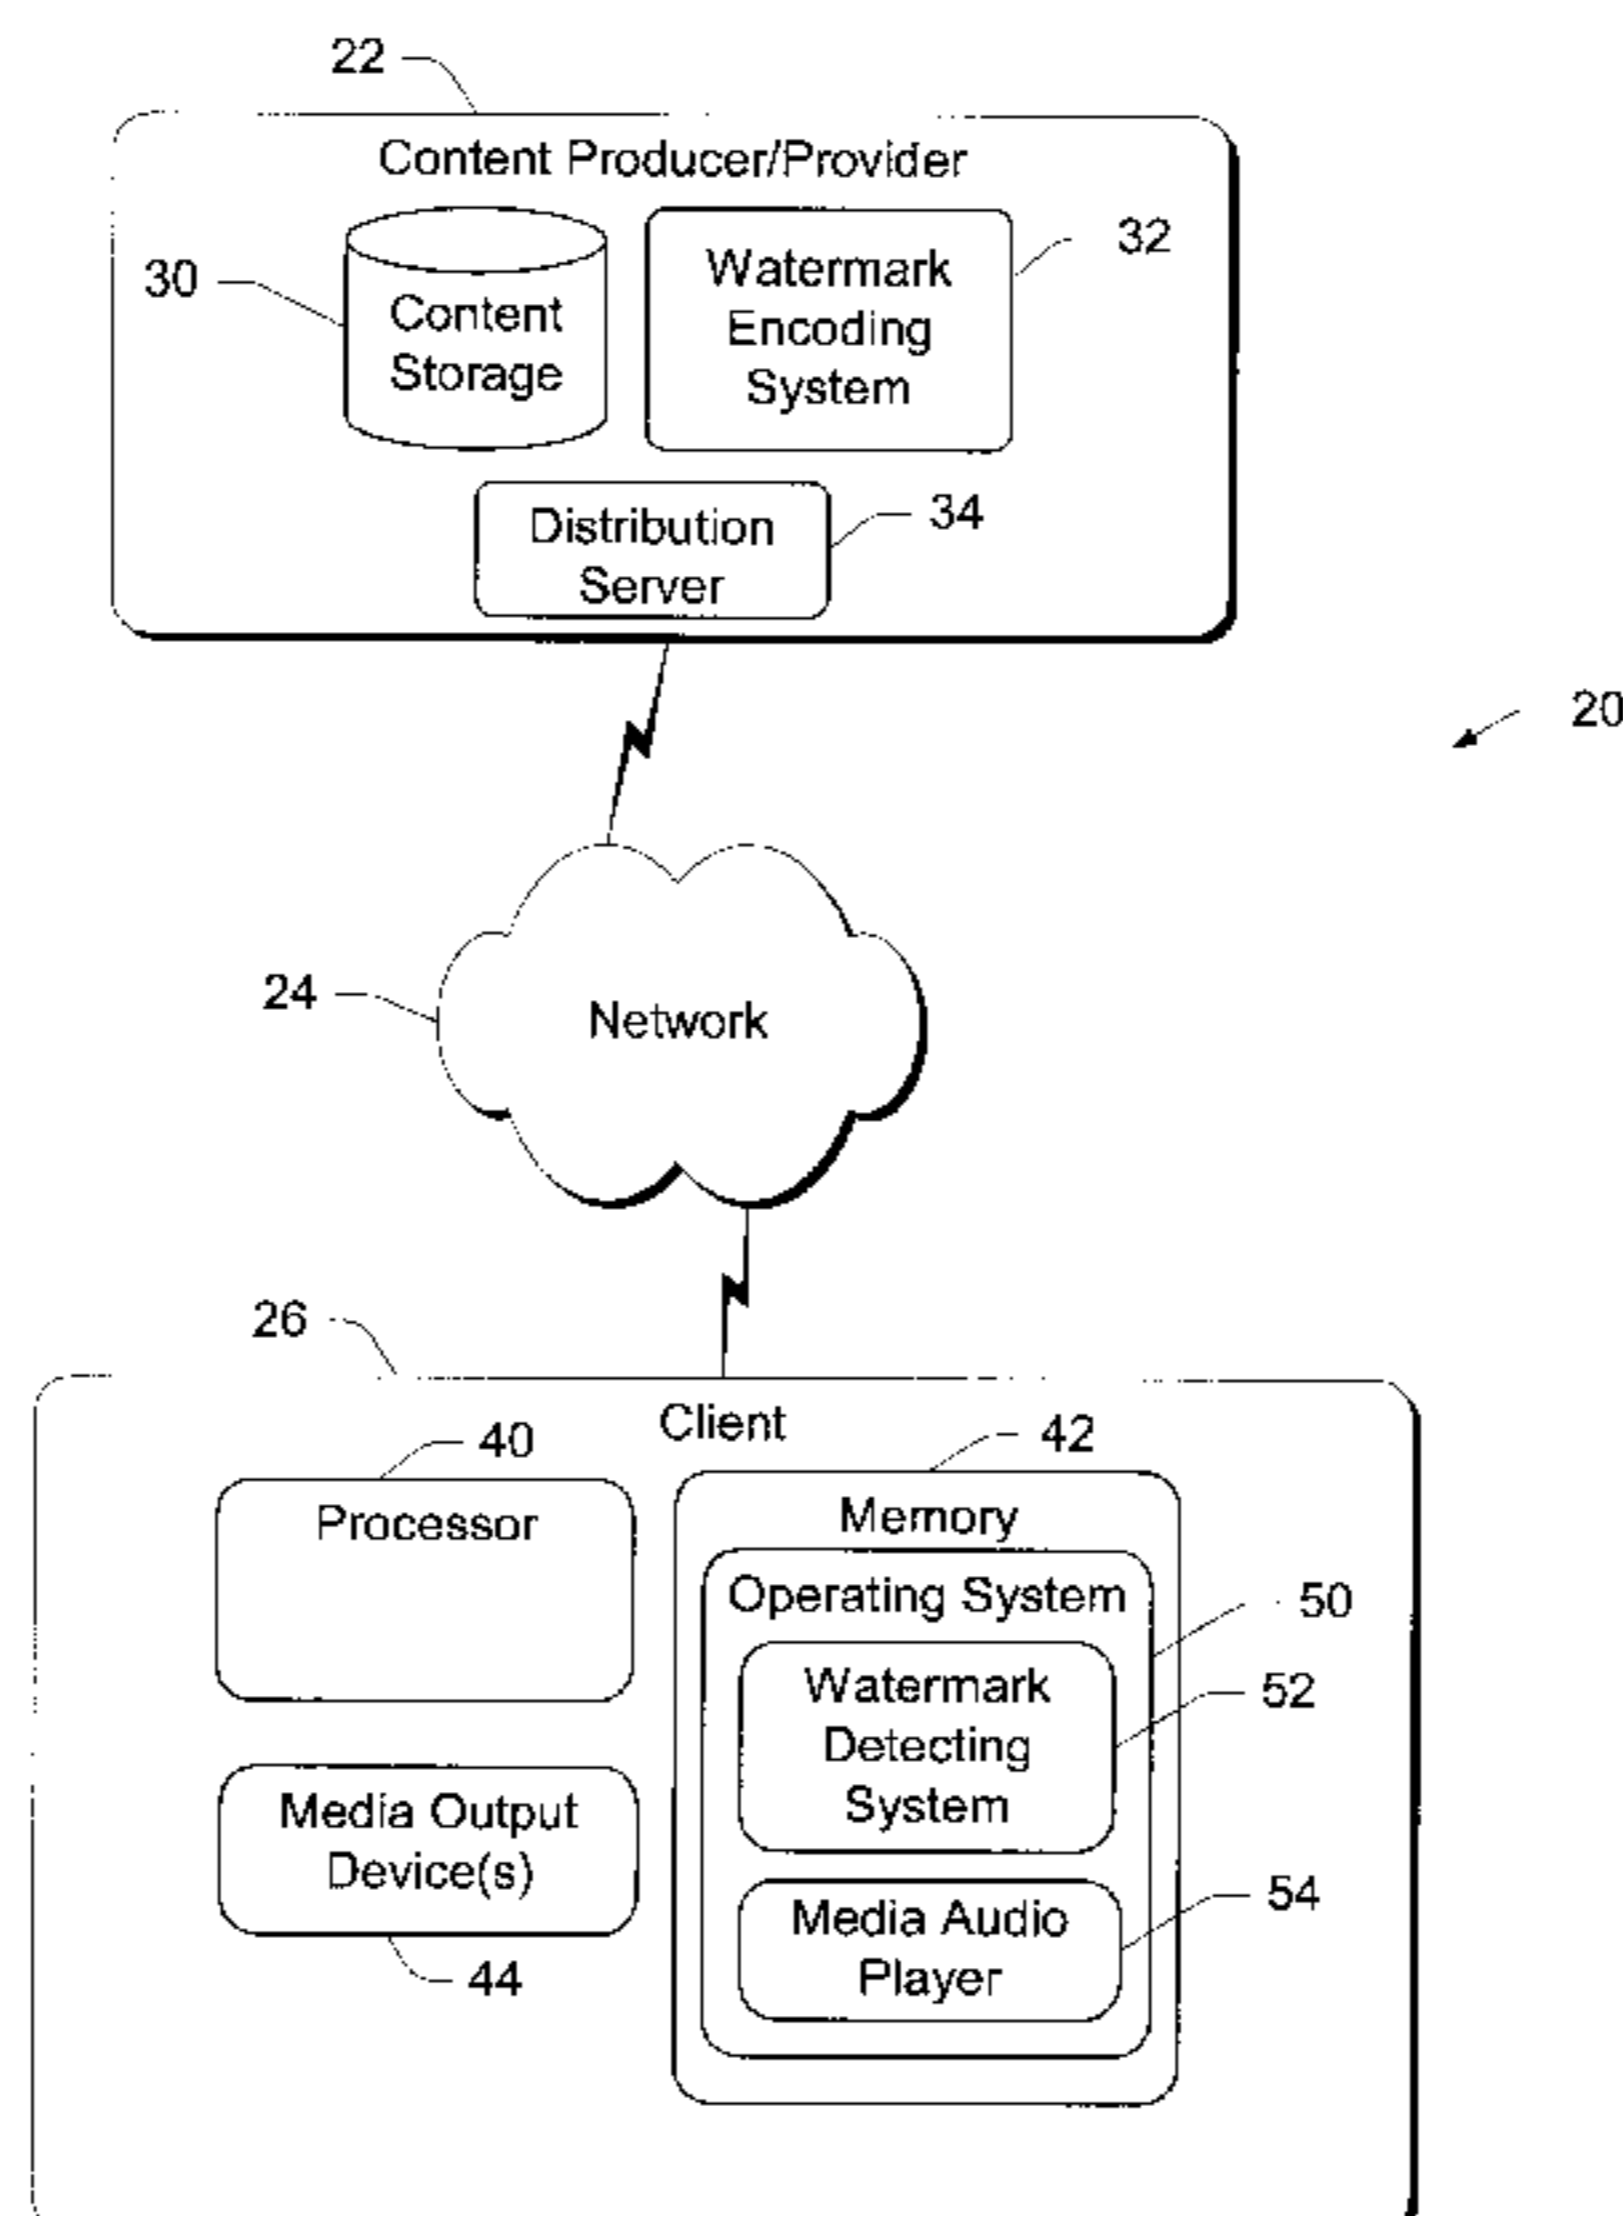 22
Content Producer/Provider
30
Content
Storage
Watermark
Encoding
System
32
Distribution
Server
34
20
24
Network
26
Client
40
Processor
42
Memory
Operating System
50
Watermark
Detecting
System
52
Media Output
Device(s)
44
Media Audio
Player
54